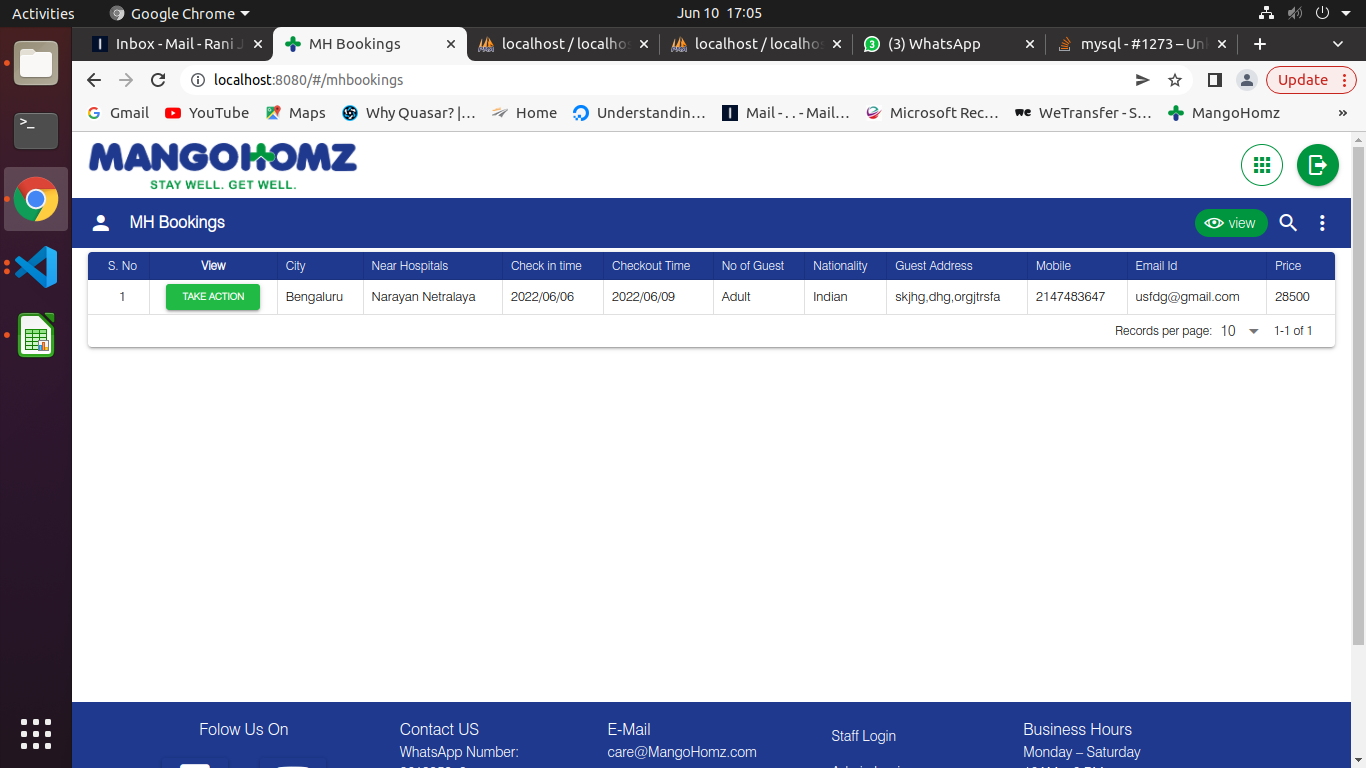 Activities Google Chrome Jun 10 17:05
Inbox - Mail - Rani J MH Bookings localhost / localhos localhost / localhos (3) WhatsApp mysql - #1273 – Unk
localhost:8080/#/mhbookings Update
Gmail YouTube Maps Why Quasar? |... Home Understandin... Mail - . . - Mail... Microsoft Rec... WeTransfer - S... MangoHomz »
MANGOHOMZ
STAY WELL. GET WELL.
MH Bookings view
S. No View City Near Hospitals Check in time Checkout Time No of Guest Nationality Guest Address Mobile Email Id Price
1 TAKE ACTION Bengaluru Narayan Netralaya 2022/06/06 2022/06/09 Adult Indian skjhg,dhg,orgjtrsfa 2147483647 usfdg@gmail.com 28500
Records per page: 10 1-1 of 1
Folow Us On Contact US E-Mail Staff Login Business Hours
WhatsApp Number: care@MangoHomz.com Monday – Saturday